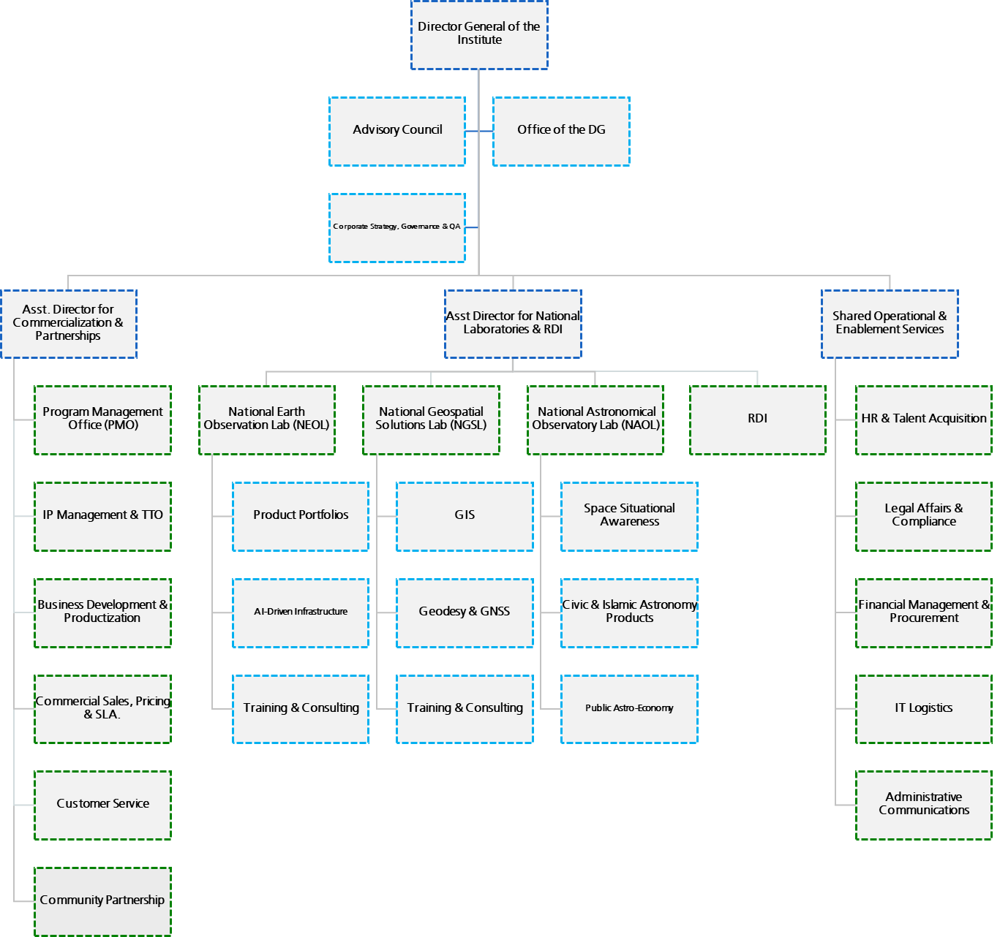 Director General of the
Institute
Advisory Council
Office of the DG
Corporate Strategy, Governance & QA
Asst. Director for
Commercialization &
Partnerships
Asst Director for National
Laboratories & RDI
Shared Operational &
Enablement Services
Program Management
Office (PMO)
National Earth
Observation Lab (NEOL)
National Geospatial
Solutions Lab (NGSL)
National Astronomical
Observatory Lab (NAOL)
RDI
HR & Talent Acquisition
IP Management & TTO
Product Portfolios
GIS
Space Situational
Awareness
Legal Affairs &
Compliance
Business Development &
Productization
AI-Driven Infrastructure
Geodesy & GNSS
Civic & Islamic Astronomy
Products
Financial Management &
Procurement
Commercial Sales, Pricing
& SLA.
Training & Consulting
Training & Consulting
Public Astro-Economy
IT Logistics
Customer Service
Administrative
Communications
Community Partnership